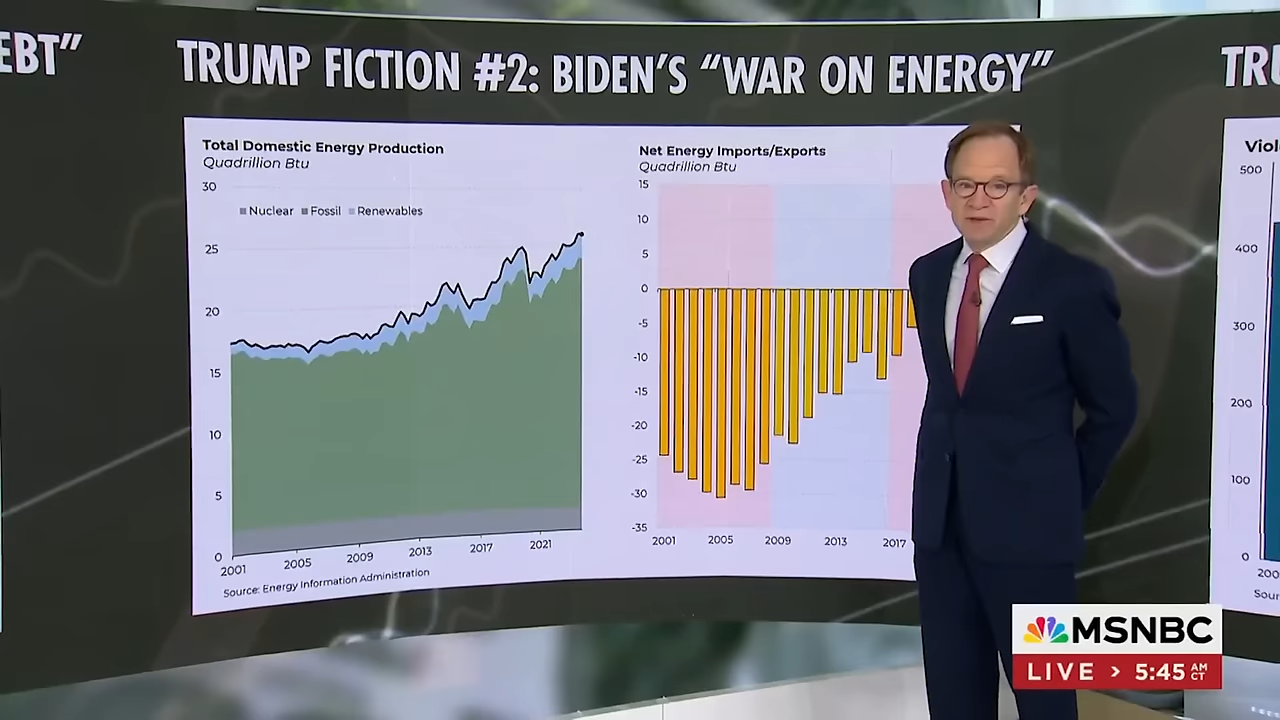 EBT”
TRUMP FICTION #2: BIDEN’S “WAR ON ENERGY”
Total Domestic Energy Production
Quadrillion Btu
30
25
20
15
10
5
0
Nuclear Fossil Renewables
2001 2005 2009 2013 2017 2021
Source: Energy Information Administration
Net Energy Imports/Exports
Quadrillion Btu
15
10
5
0
-5
-10
-15
-20
-25
-30
-35
2001 2005 2009 2013 2017
TRU
Viol
500
400
300
200
100
0
200
Sour
MSNBC
LIVE > 5:45 AM CT